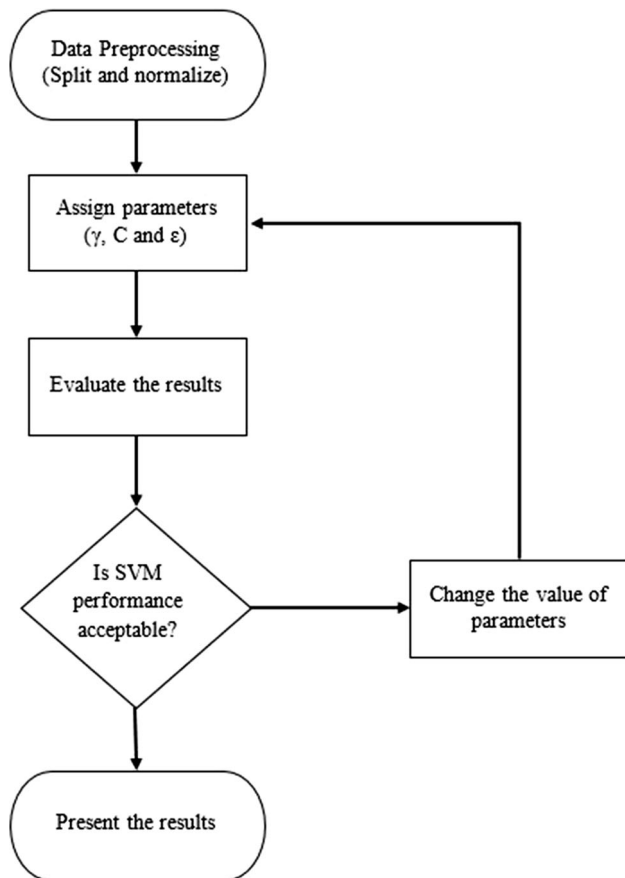 Data Preprocessing
(Split and normalize)
Assign parameters
(γ, C and ε)
Evaluate the results
Is SVM
performance
acceptable?
Change the value of
parameters
Present the results